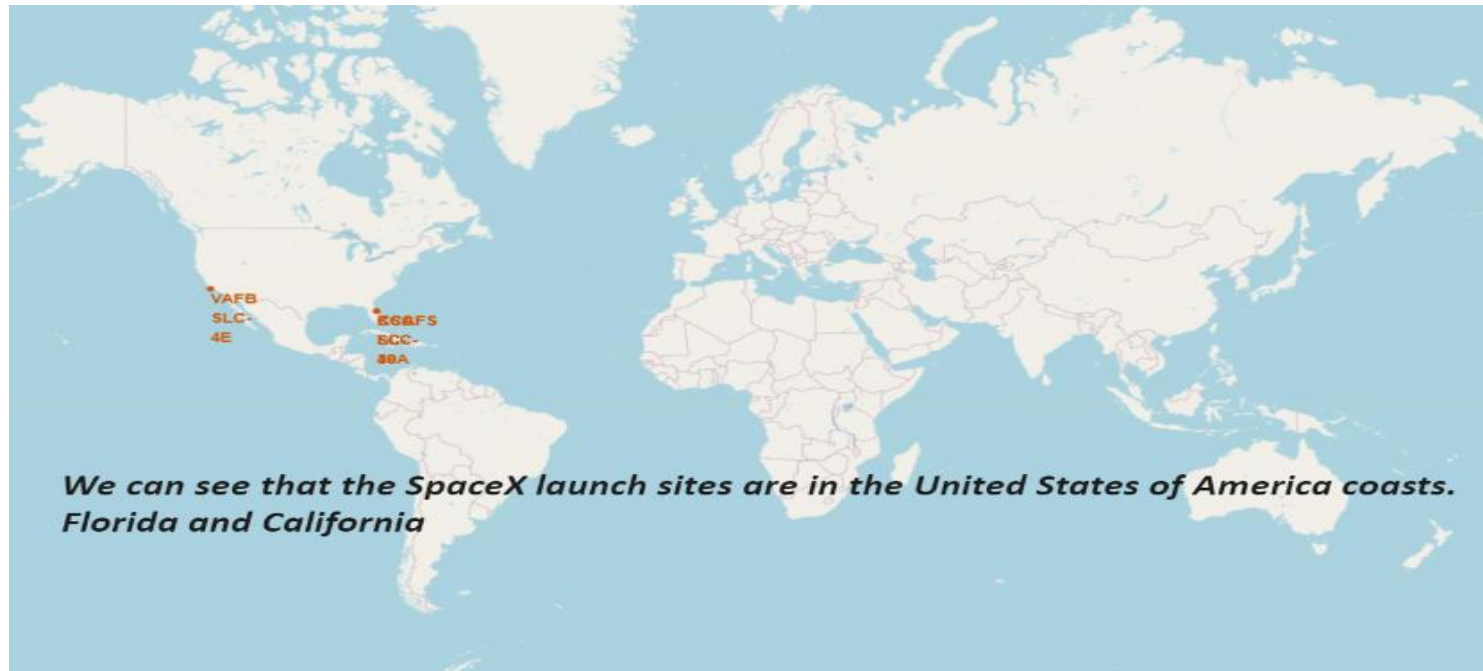 VAFB
SLC-
4E
We can see that the SpaceX launch sites are in the United States of America coasts.
Florida and California